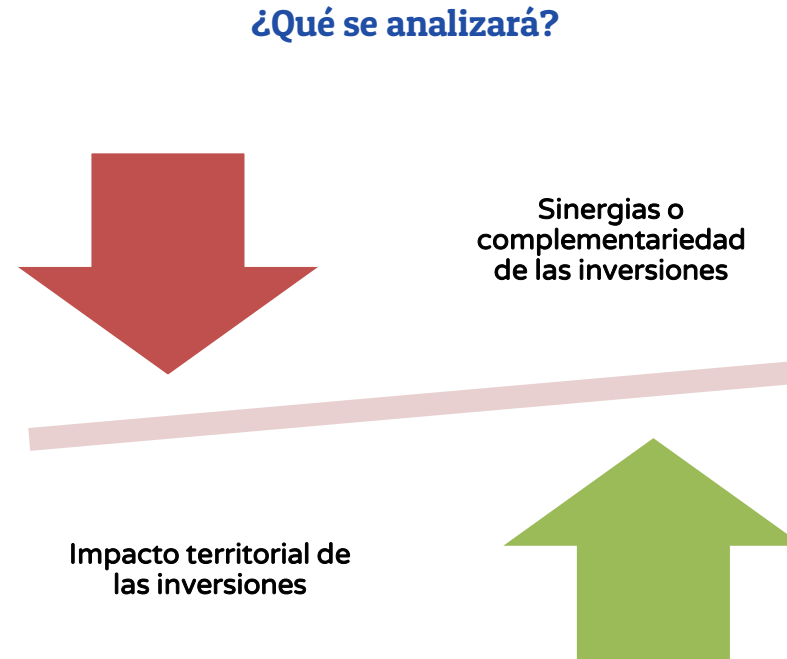 ¿Qué se analizará?
Sinergias o
complementariedad
de las inversiones
Impacto territorial de
las inversiones